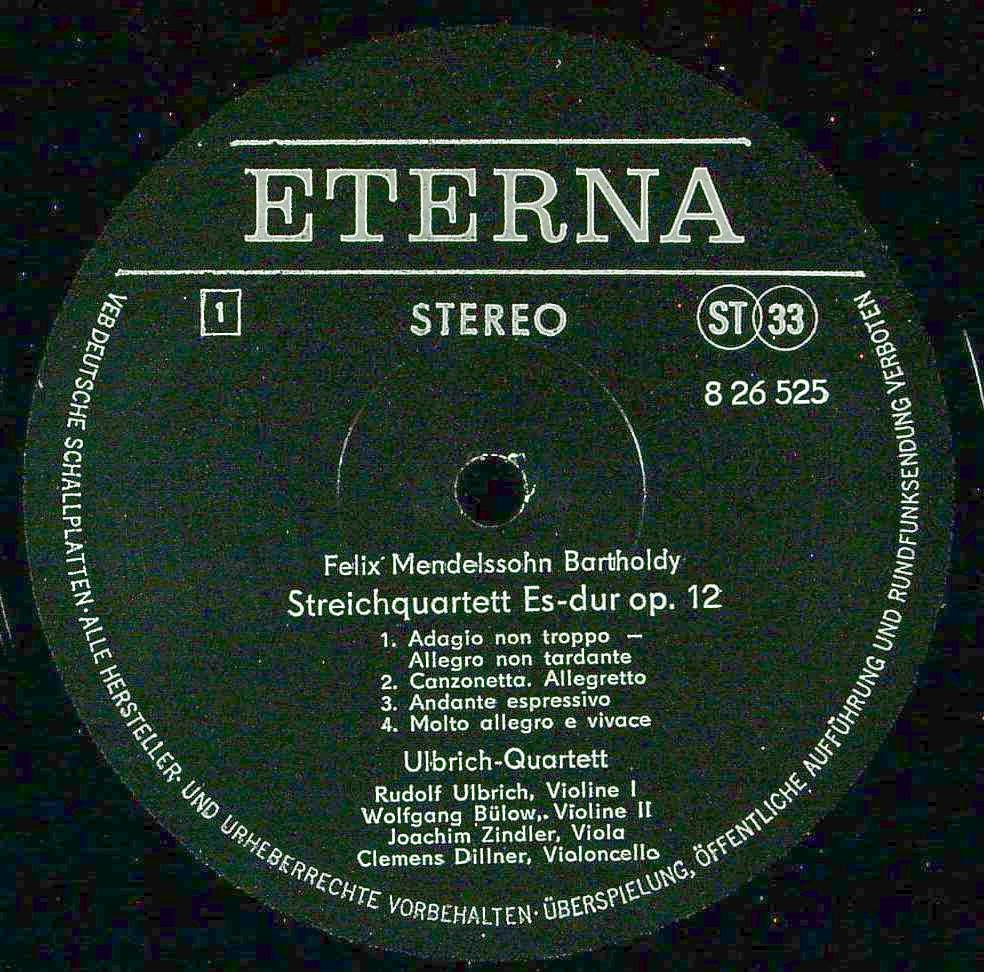 ETERNA
1
STEREO
ST 33
8 26 525
Felix Mendelssohn Bartholdy
Streichquartett Es-dur op. 12
1. Adagio non troppo –
Allegro non tardante
2. Canzonetta. Allegretto
3. Andante espressivo
4. Molto allegro e vivace
Ulbrich-Quartett
Rudolf Ulbrich, Violine I
Wolfgang Bülow, Violine II
Joachim Zindler, Viola
Clemens Dillner, Violoncello
VEB DEUTSCHE SCHALLPLATTEN · ALLE HERSTELLER- UND URHEBERRECHTE VORBEHALTEN · ÜBERSPIELUNG, ÖFFENTLICHE AUFFÜHRUNG UND RUNDFUNKSENDUNG VERBOTEN